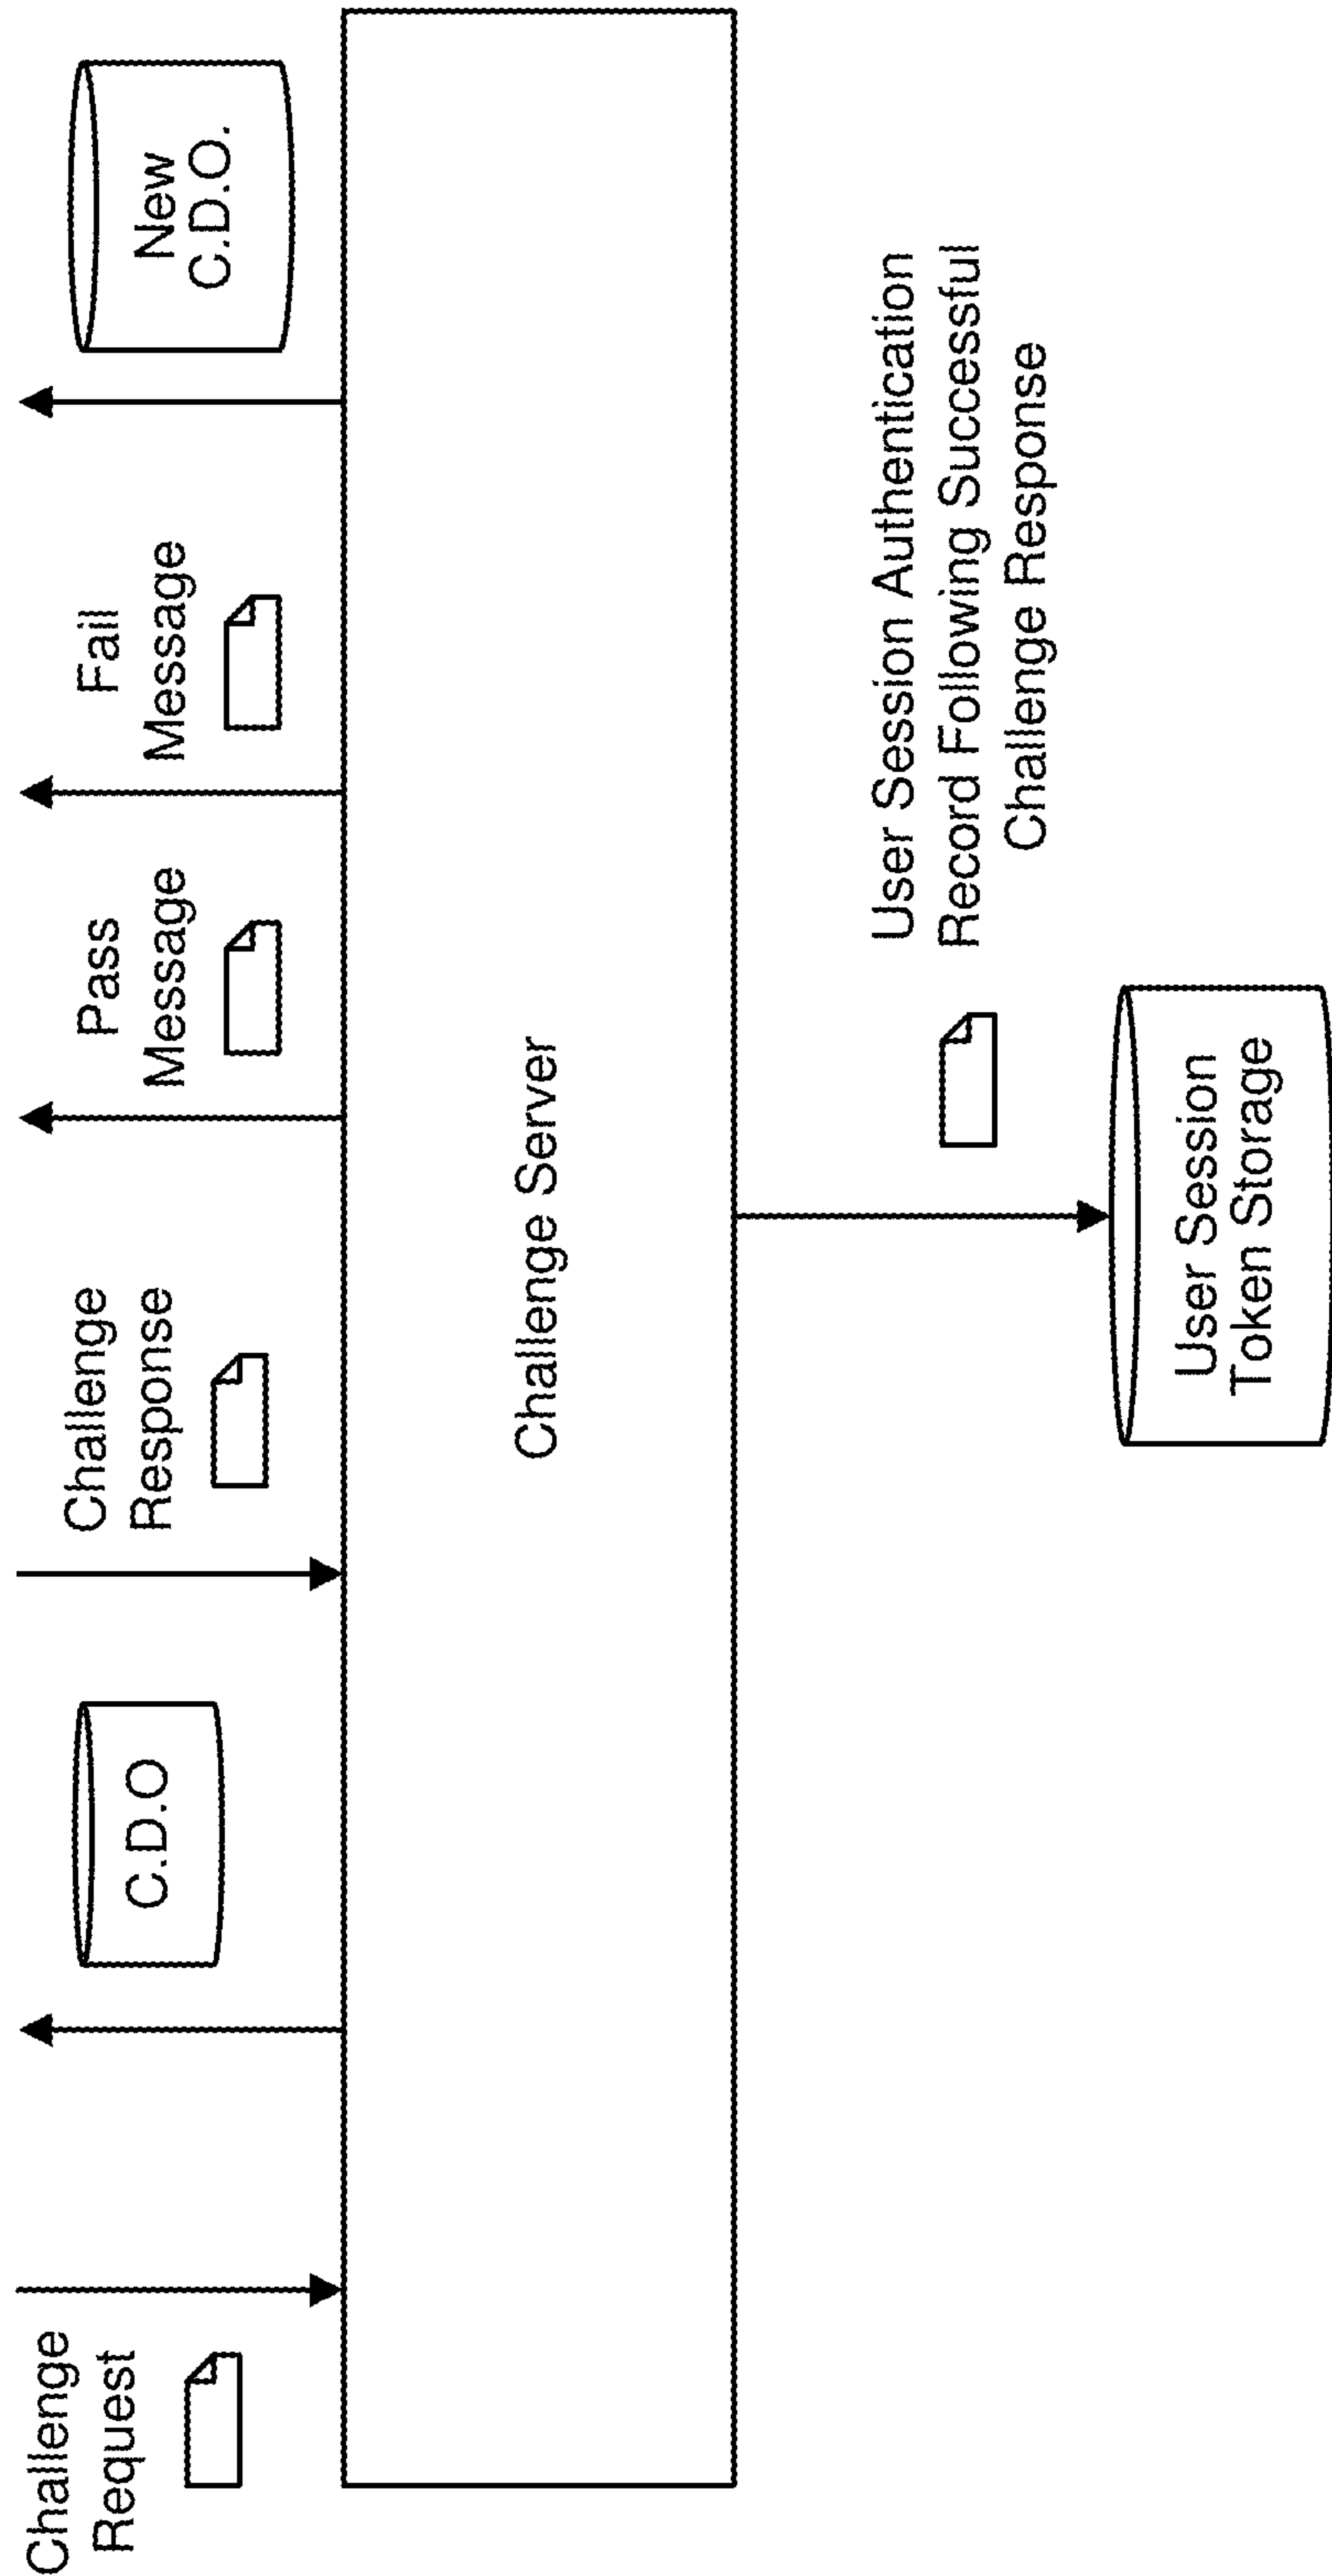 Challenge
Request
C.D.O
Challenge
Response
Pass
Message
Fail
Message
New
C.D.O.
Challenge Server
User Session Authentication
Record Following Successful
Challenge Response
User Session
Token Storage